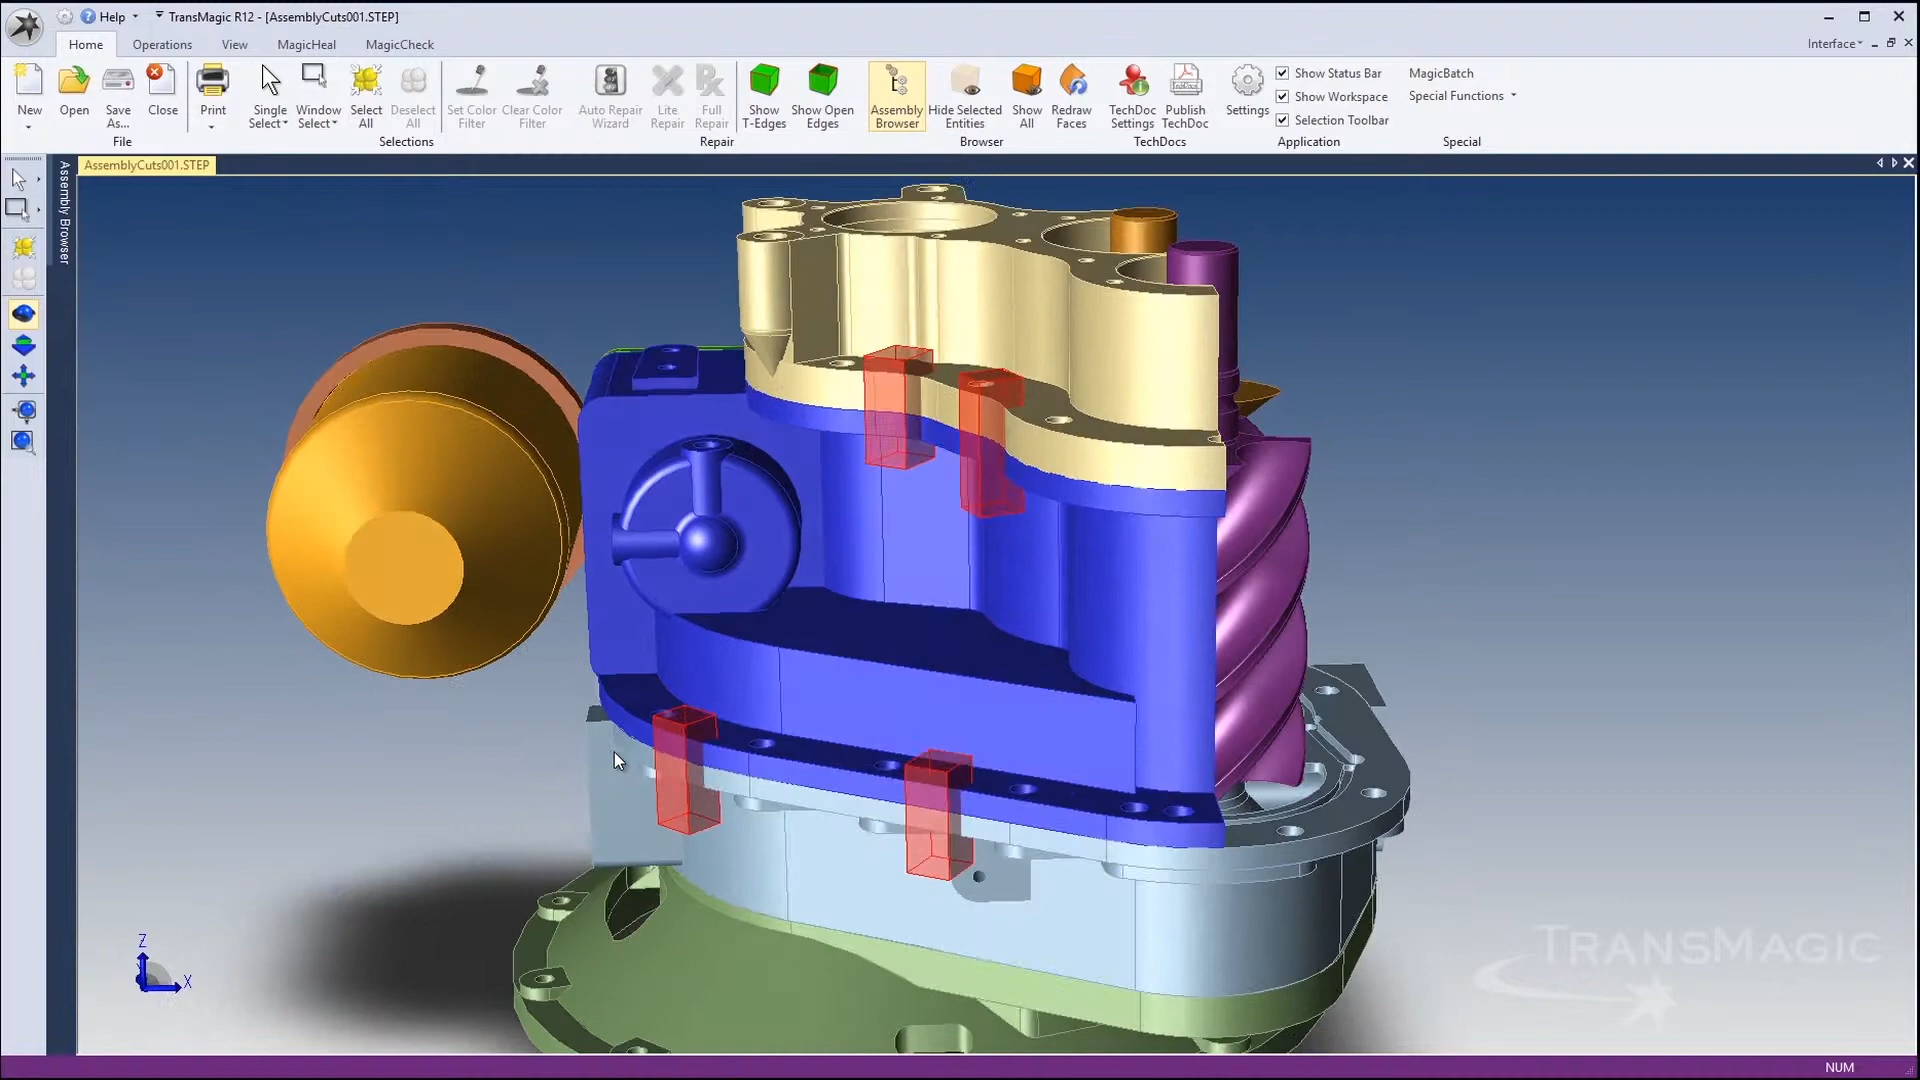 Help
TransMagic R12 - [AssemblyCuts001.STEP]
Home Operations View MagicHeal MagicCheck
Interface
New
Open
Save As...
Close
Print
Single Select
Window Select
Select All
Deselect All
Set Color Filter
Clear Color Filter
Auto Repair Wizard
Lite Repair
Full Repair
Show T-Edges
Show Open Edges
Assembly Browser
Hide Selected Entities
Show All
Redraw Faces
TechDoc Settings
Publish TechDoc
Settings
Show Status Bar
Show Workspace
Selection Toolbar
MagicBatch
Special Functions
File Selections Repair Browser TechDocs Application Special
Assembly Browser
AssemblyCuts001.STEP
Z
X
TRANSMAGIC
NUM